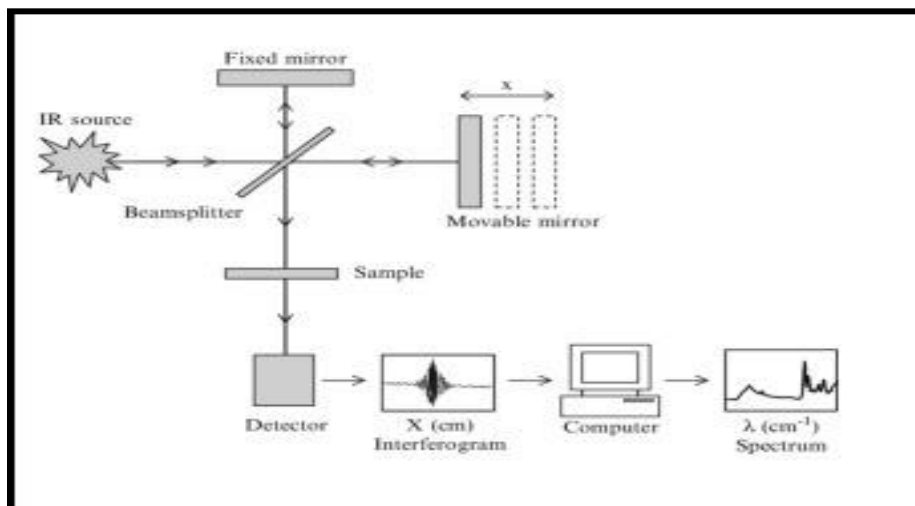 Fixed mirror
x
IR source
Beamsplitter
Movable mirror
Sample
Detector
X (cm)
Interferogram
Computer
λ (cm⁻¹)
Spectrum